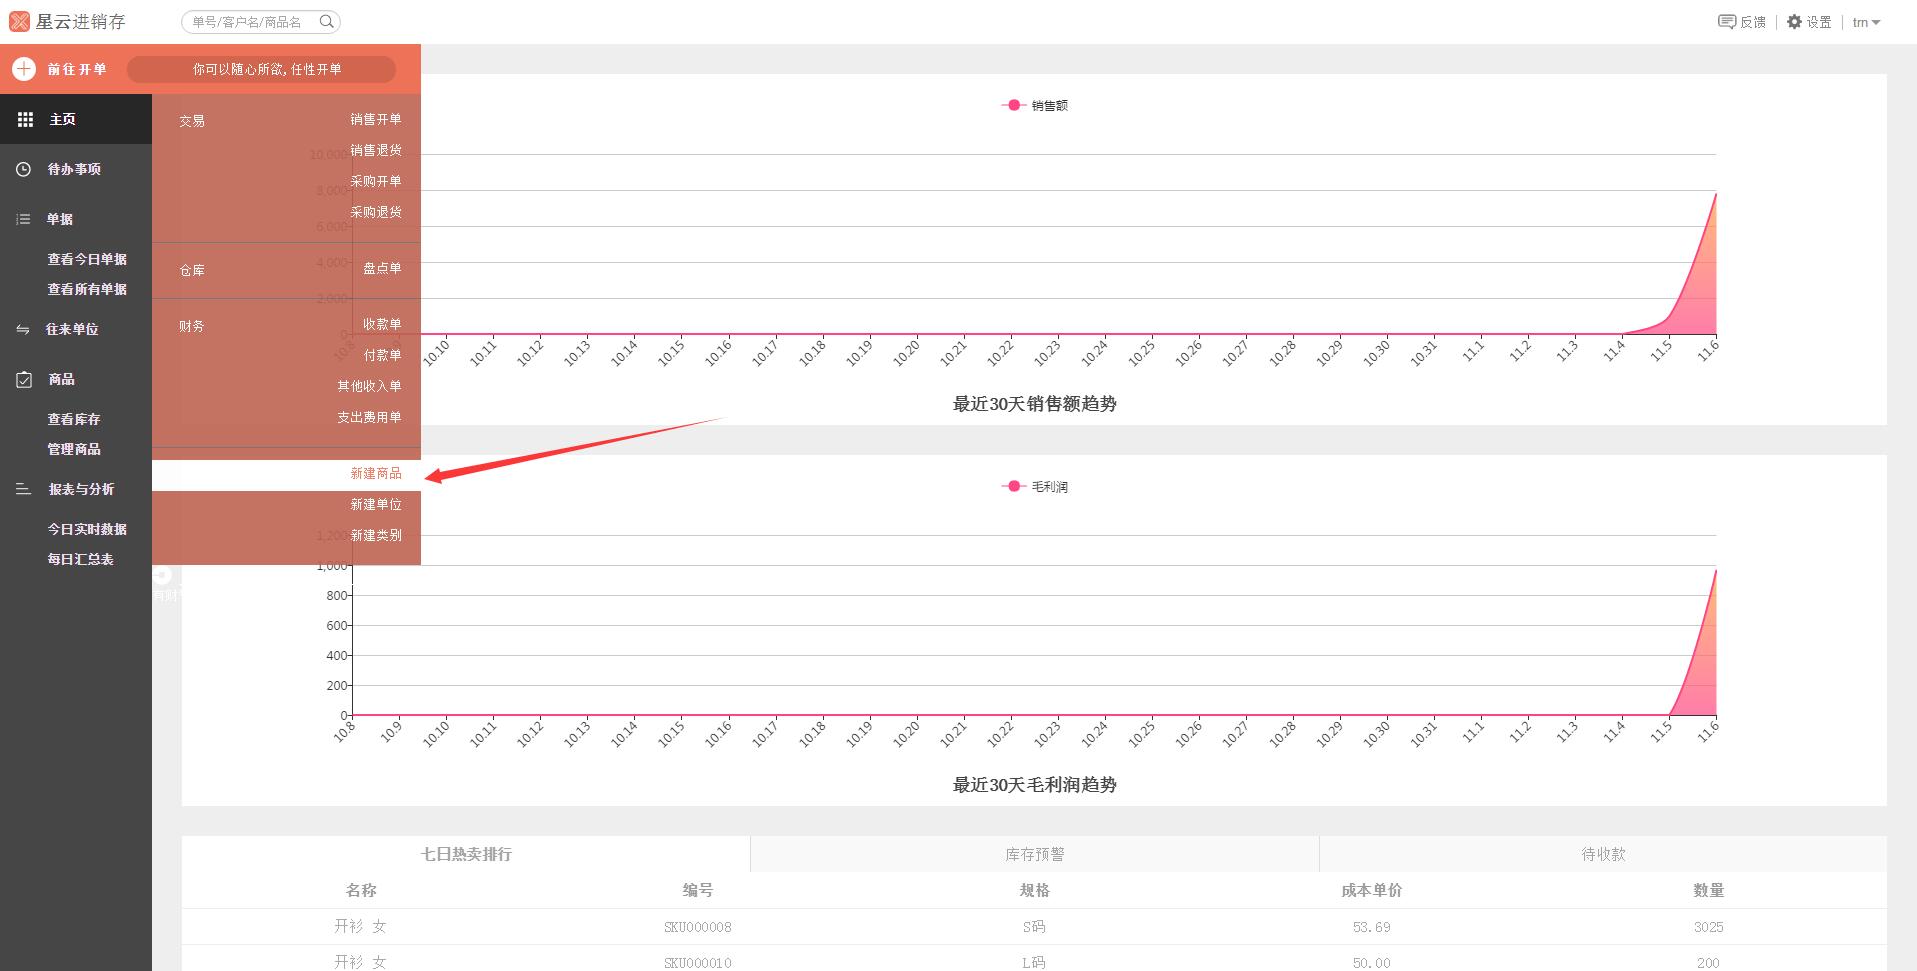 星云进销存
单号/客户名/商品名
反馈
设置
trn
前往开单
你可以随心所欲,任性开单
主页
待办事项
单据
查看今日单据
查看所有单据
往来单位
商品
查看库存
管理商品
报表与分析
今日实时数据
每日汇总表
交易
销售开单
销售退货
采购开单
采购退货
仓库
盘点单
财务
收款单
付款单
其他收入单
支出费用单
新建商品
新建单位
新建类别
有财
销售额
10,000
8,000
6,000
4,000
2,000
0
10.8
10.10
10.11
10.12
10.13
10.14
10.15
10.16
10.17
10.18
10.19
10.20
10.21
10.22
10.23
10.24
10.25
10.26
10.27
10.28
10.29
10.30
10.31
11.1
11.2
11.3
11.4
11.5
11.6
最近30天销售额趋势
毛利润
1,200
1,000
800
600
400
200
0
10.8
10.9
10.10
10.11
10.12
10.13
10.14
10.15
10.16
10.17
10.18
10.19
10.20
10.21
10.22
10.23
10.24
10.25
10.26
10.27
10.28
10.29
10.30
10.31
11.1
11.2
11.3
11.4
11.5
11.6
最近30天毛利润趋势
七日热卖排行 库存预警 待收款
名称 编号 规格 成本单价 数量
开衫 女 SKU000008 S码 53.69 3025
开衫 女 SKU000010 L码 50.00 200